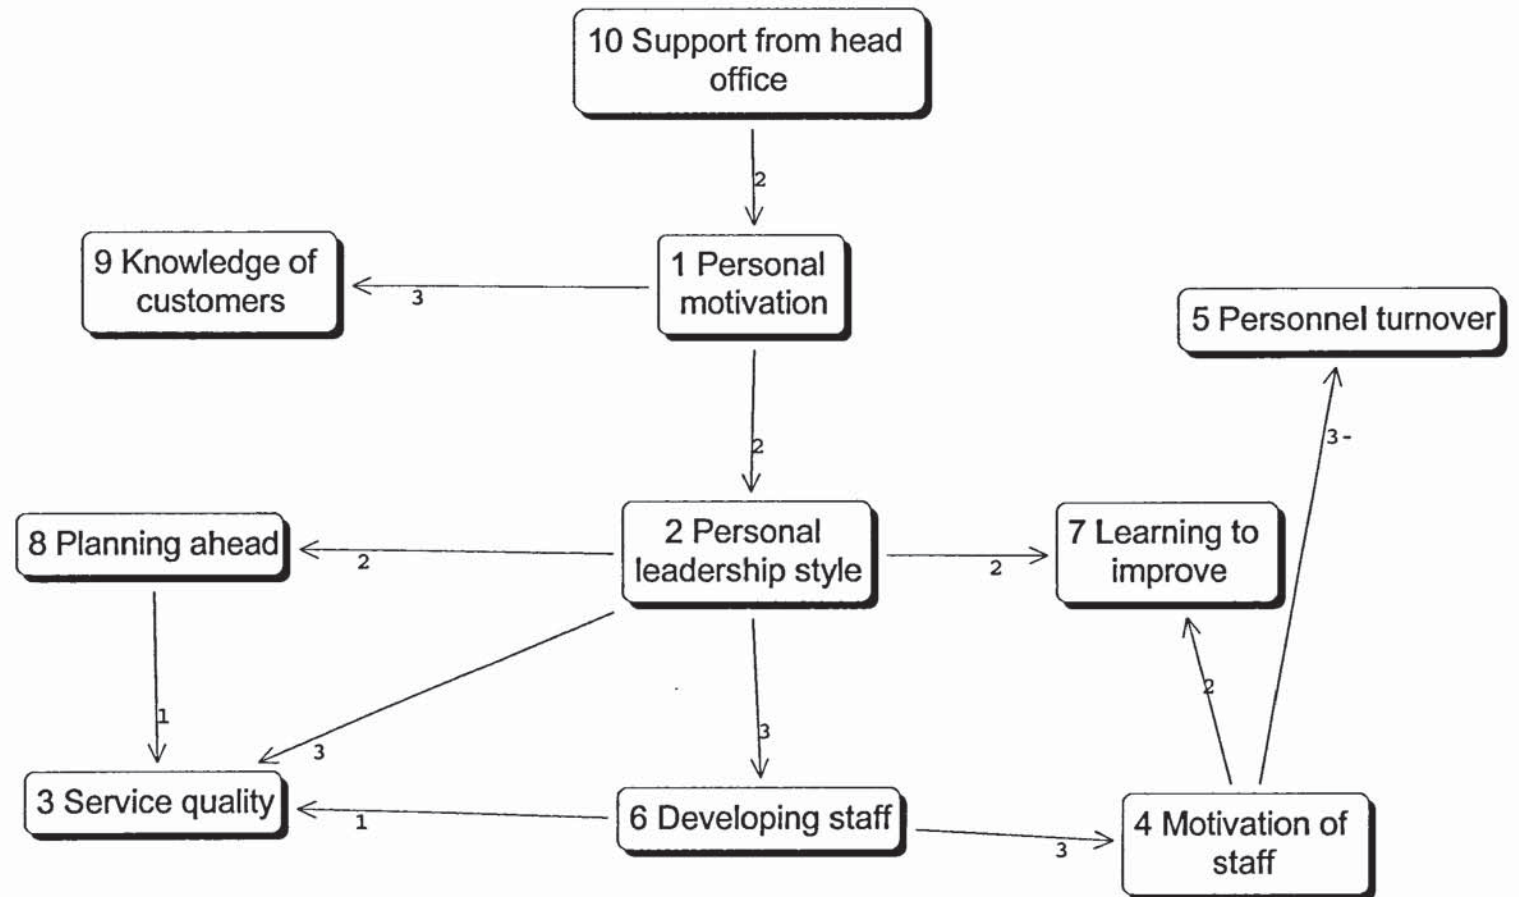 10 Support from head
office
2
9 Knowledge of
customers
3
1 Personal
motivation
5 Personnel turnover
3-
2
8 Planning ahead
2
2 Personal
leadership style
2
7 Learning to
improve
2
1
3
3
3 Service quality
1
6 Developing staff
3
4 Motivation of
staff